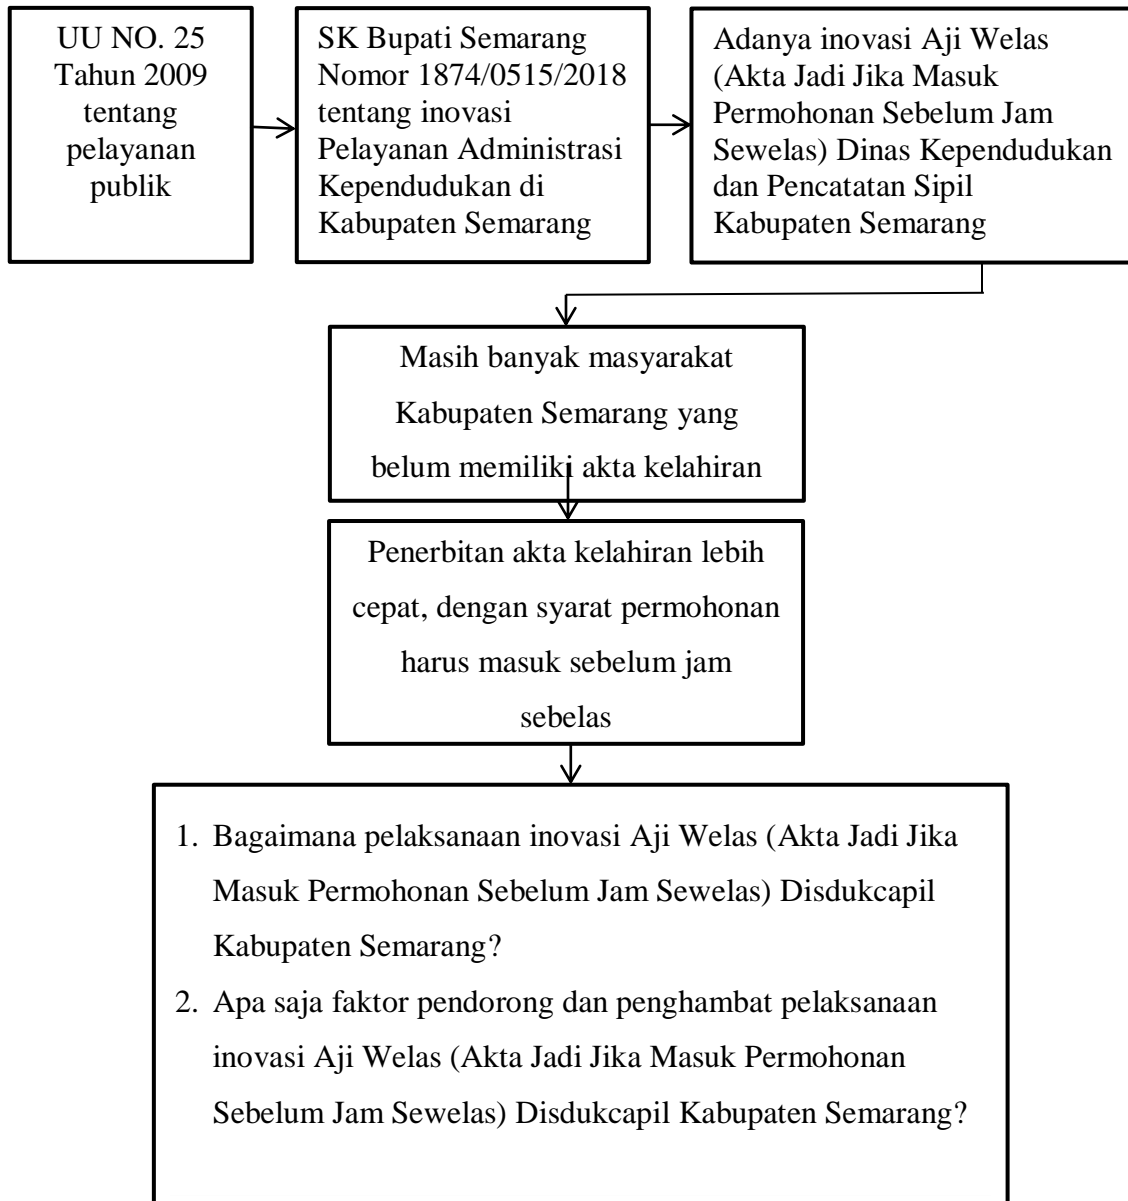 UU NO. 25
Tahun 2009
tentang
pelayanan
publik
SK Bupati Semarang
Nomor 1874/0515/2018
tentang inovasi
Pelayanan Administrasi
Kependudukan di
Kabupaten Semarang
Adanya inovasi Aji Welas
(Akta Jadi Jika Masuk
Permohonan Sebelum Jam
Sewelas) Dinas Kependudukan
dan Pencatatan Sipil
Kabupaten Semarang
Masih banyak masyarakat
Kabupaten Semarang yang
belum memiliki akta kelahiran
Penerbitan akta kelahiran lebih
cepat, dengan syarat permohonan
harus masuk sebelum jam
sebelas
1. Bagaimana pelaksanaan inovasi Aji Welas (Akta Jadi Jika
Masuk Permohonan Sebelum Jam Sewelas) Disdukcapil
Kabupaten Semarang?
2. Apa saja faktor pendorong dan penghambat pelaksanaan
inovasi Aji Welas (Akta Jadi Jika Masuk Permohonan
Sebelum Jam Sewelas) Disdukcapil Kabupaten Semarang?